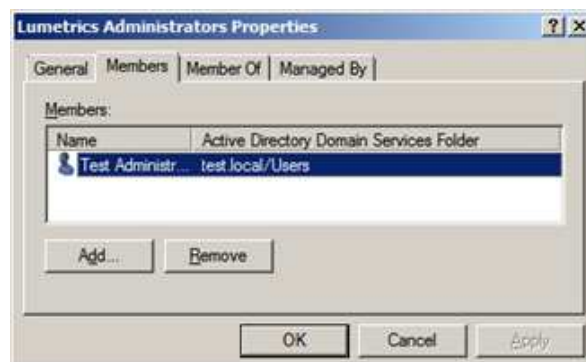 Lumetrics Administrators Properties
? X
General Members Member Of Managed By
Members:
Name Active Directory Domain Services Folder
Test Administr... test.local/Users
Add... Remove
OK Cancel Apply